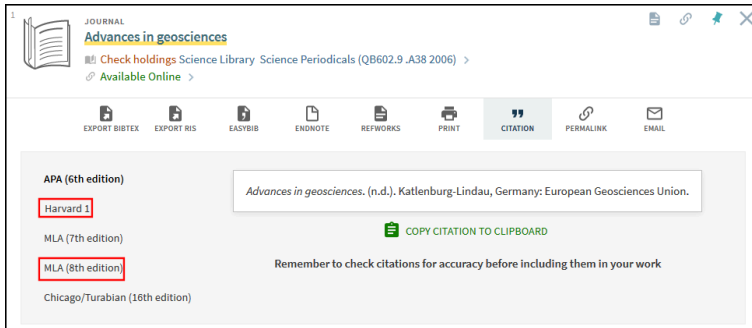 1
JOURNAL
Advances in geosciences
Check holdings Science Library Science Periodicals (QB602.9 .A38 2006) >
Available Online >
EXPORT BIBTEX EXPORT RIS EASYBIB ENDNOTE REFWORKS PRINT CITATION PERMALINK EMAIL
APA (6th edition)
Advances in geosciences. (n.d.). Katlenburg-Lindau, Germany: European Geosciences Union.
Harvard 1
COPY CITATION TO CLIPBOARD
MLA (7th edition)
MLA (8th edition)
Remember to check citations for accuracy before including them in your work
Chicago/Turabian (16th edition)